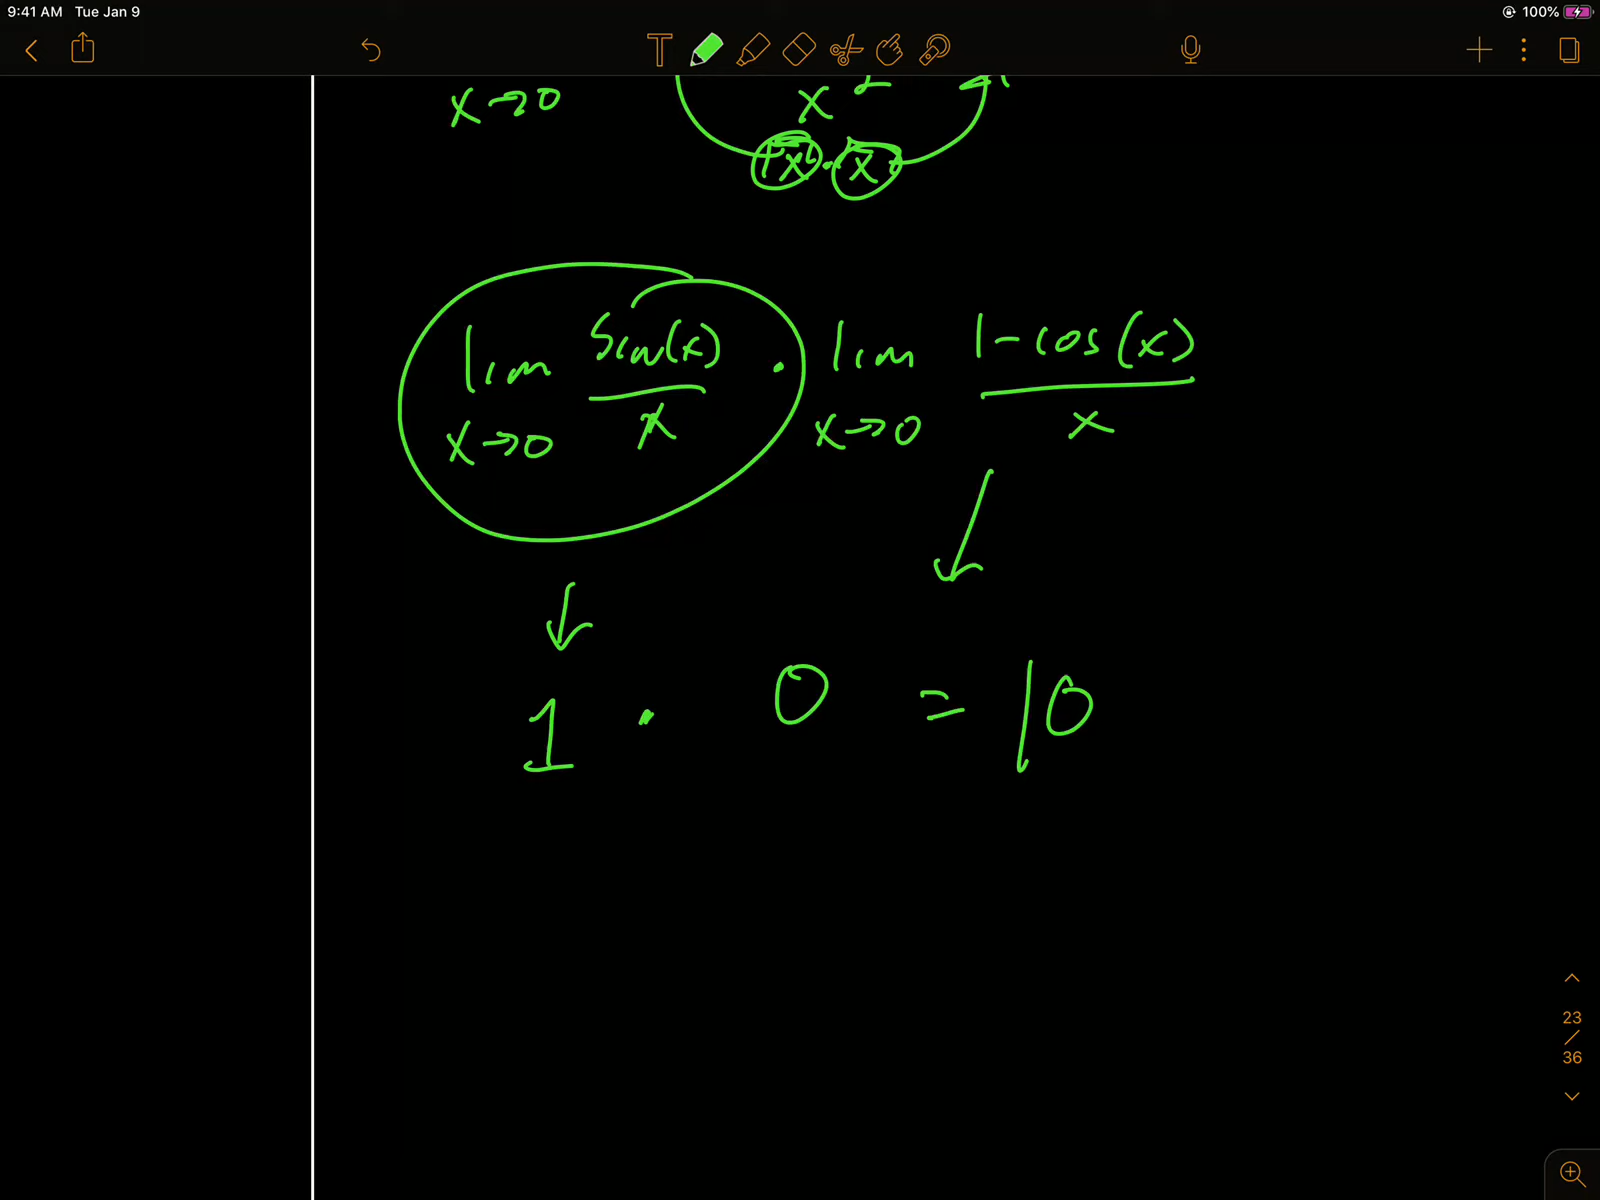 9:41 AM Tue Jan 9
100%
x→0
x
x · x
lim sin(x)/x · lim 1-cos(x)/x
x→0 x→0
1 · 0 = |0
23
/
36